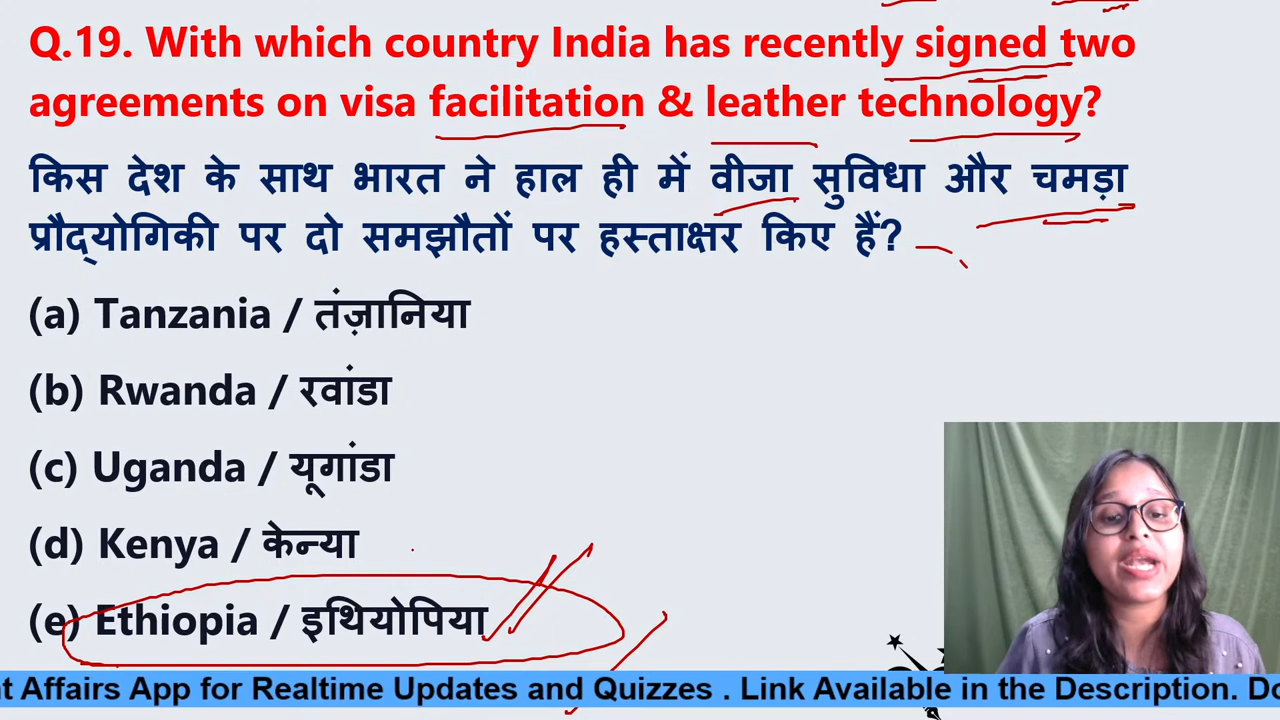 Q.19. With which country India has recently signed two
agreements on visa facilitation & leather technology?
किस देश के साथ भारत ने हाल ही में वीजा सुविधा और चमड़ा
प्रौद्योगिकी पर दो समझौतों पर हस्ताक्षर किए हैं?
(a) Tanzania / तंज़ानिया
(b) Rwanda / रवांडा
(c) Uganda / यूगांडा
(d) Kenya / केन्या
(e) Ethiopia / इथियोपिया
t Affairs App for Realtime Updates and Quizzes . Link Available in the Description. Do